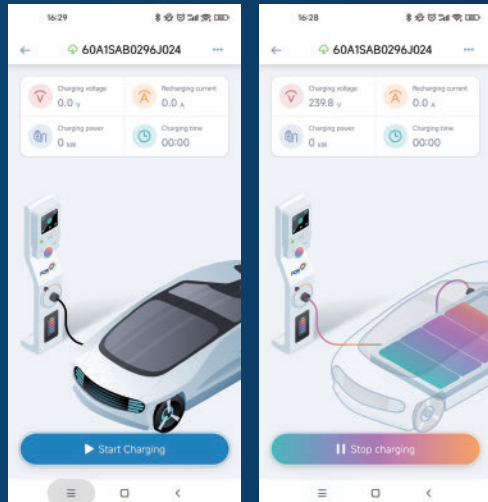 16:29
60A1SAB0296J024
Charging voltage
0.0 V
Recharging current
0.0 A
Charging power
0 kW
Charging time
00:00
Start Charging
16:28
60A1SAB0296J024
Charging voltage
239.8 V
Recharging current
0.0 A
Charging power
0 kW
Charging time
00:00
Stop charging